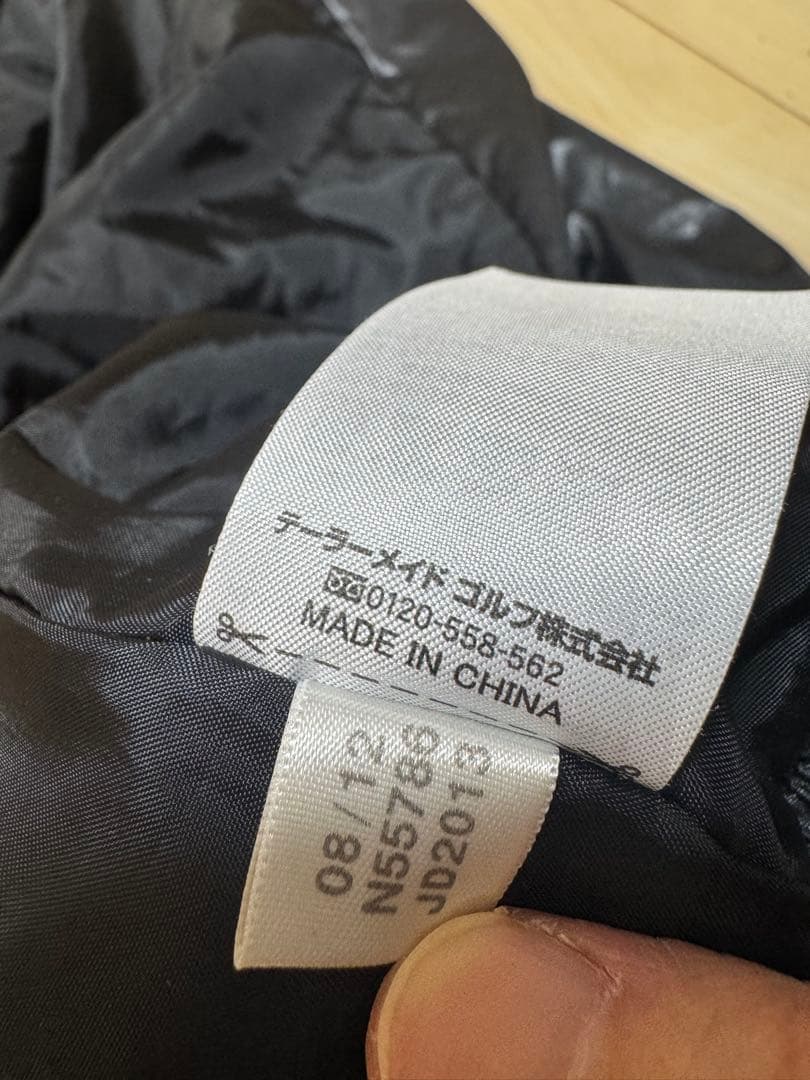 テーラーメイド ゴルフ株式会社
0120-558-562
MADE IN CHINA
08/12
N55786
JD2013